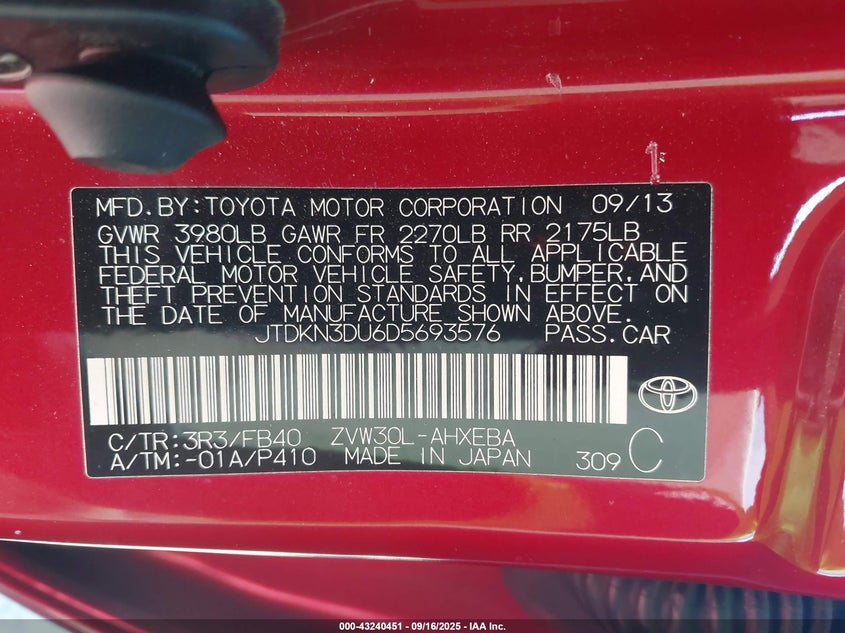 MFD.BY:TOYOTA MOTOR CORPORATION 09/13
GVWR 3980LB GAWR FR 2270LB RR 2175LB
THIS VEHICLE CONFORMS TO ALL APPLICABLE
FEDERAL MOTOR VEHICLE SAFETY,BUMPER,AND
THEFT PREVENTION STANDARDS IN EFFECT ON
THE DATE OF MANUFACTURE SHOWN ABOVE.
JTDKN3DU6D5693576 PASS.CAR
C/TR:3R3/FB40 ZVW30L-AHXEBA
A/TM:-01A/P410 MADE IN JAPAN 309 C
000-43240451 - 09/16/2025 - IAA Inc.